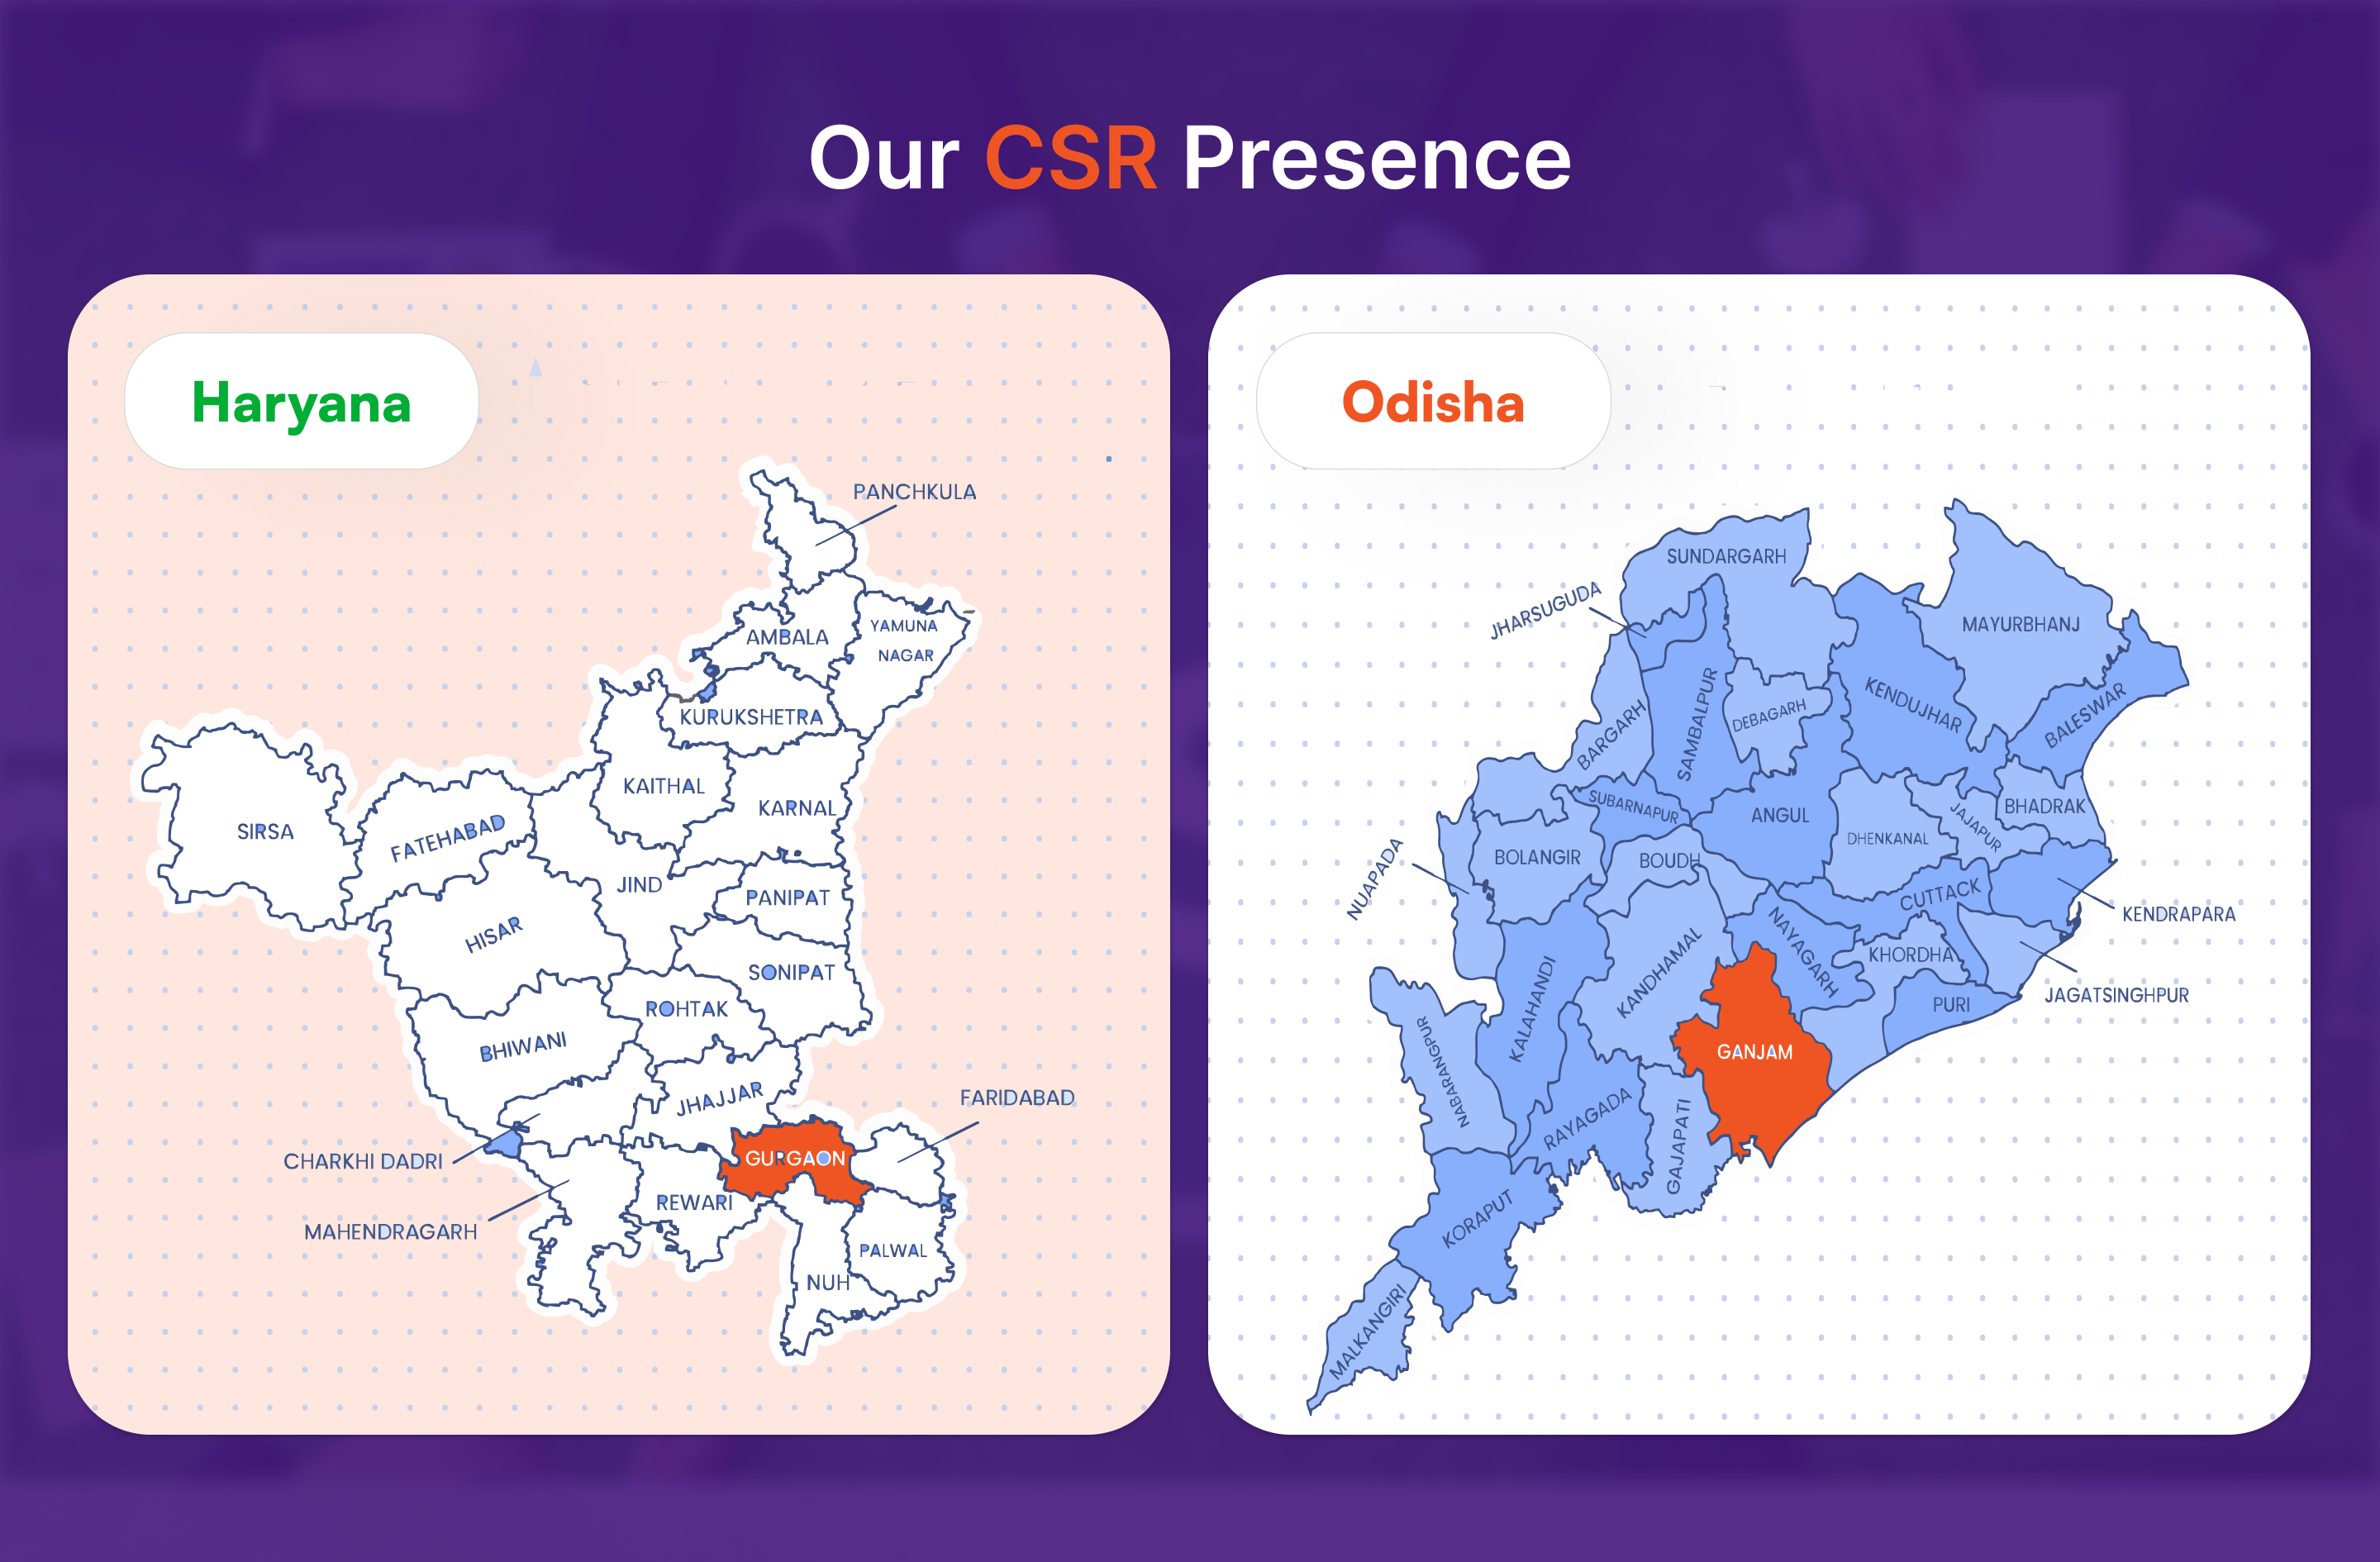 Our CSR Presence
Haryana
PANCHKULA
AMBALA
YAMUNA
NAGAR
KURUKSHETRA
KAITHAL
KARNAL
SIRSA
FATEHABAD
JIND
PANIPAT
HISAR
SONIPAT
ROHTAK
BHIWANI
JHAJJAR
FARIDABAD
CHARKHI DADRI
GURGAON
REWARI
MAHENDRAGARH
PALWAL
NUH
Odisha
SUNDARGARH
JHARSUGUDA
MAYURBHANJ
KENDUJHAR
BALESWAR
SAMBALPUR
DEBAGARH
BARGARH
SUBARNAPUR
ANGUL
BHADRAK
JAJAPUR
DHENKANAL
BOLANGIR
BOUDH
NUAPADA
CUTTACK
KENDRAPARA
NAYAGARH
KHORDHA
KANDHAMAL
KALAHANDI
JAGATSINGHPUR
PURI
GANJAM
NABARANGPUR
RAYAGADA
GAJAPATI
KORAPUT
MALKANGIRI